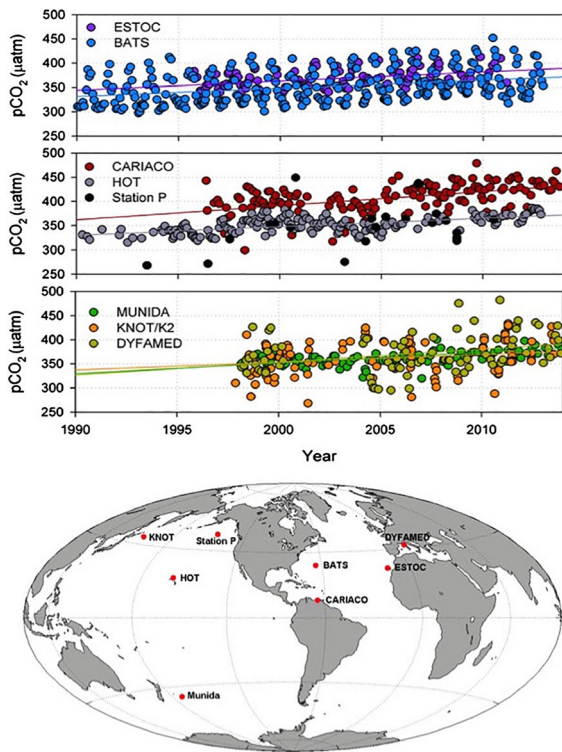 500
450
400
350
300
250
pCO2 (µatm)
ESTOC
BATS
500
450
400
350
300
250
pCO2 (µatm)
CARIACO
HOT
Station P
500
450
400
350
300
250
pCO2 (µatm)
MUNIDA
KNOT/K2
DYFAMED
1990 1995 2000 2005 2010
Year
KNOT
Station P
DYFAMED
BATS
ESTOC
HOT
CARIACO
Munida